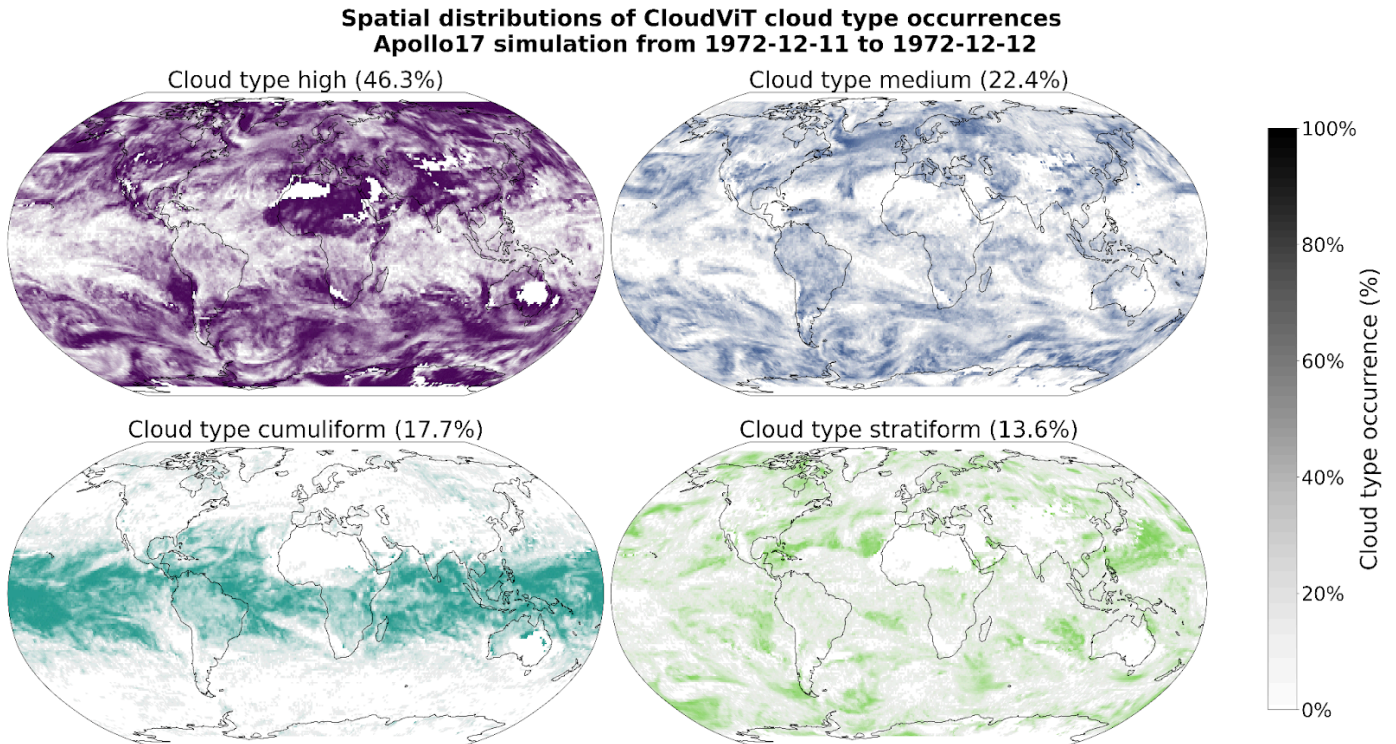 Spatial distributions of CloudViT cloud type occurrences
Apollo17 simulation from 1972-12-11 to 1972-12-12
Cloud type high (46.3%)
Cloud type medium (22.4%)
Cloud type cumuliform (17.7%)
Cloud type stratiform (13.6%)
100%
80%
60%
40%
20%
0%
Cloud type occurrence (%)